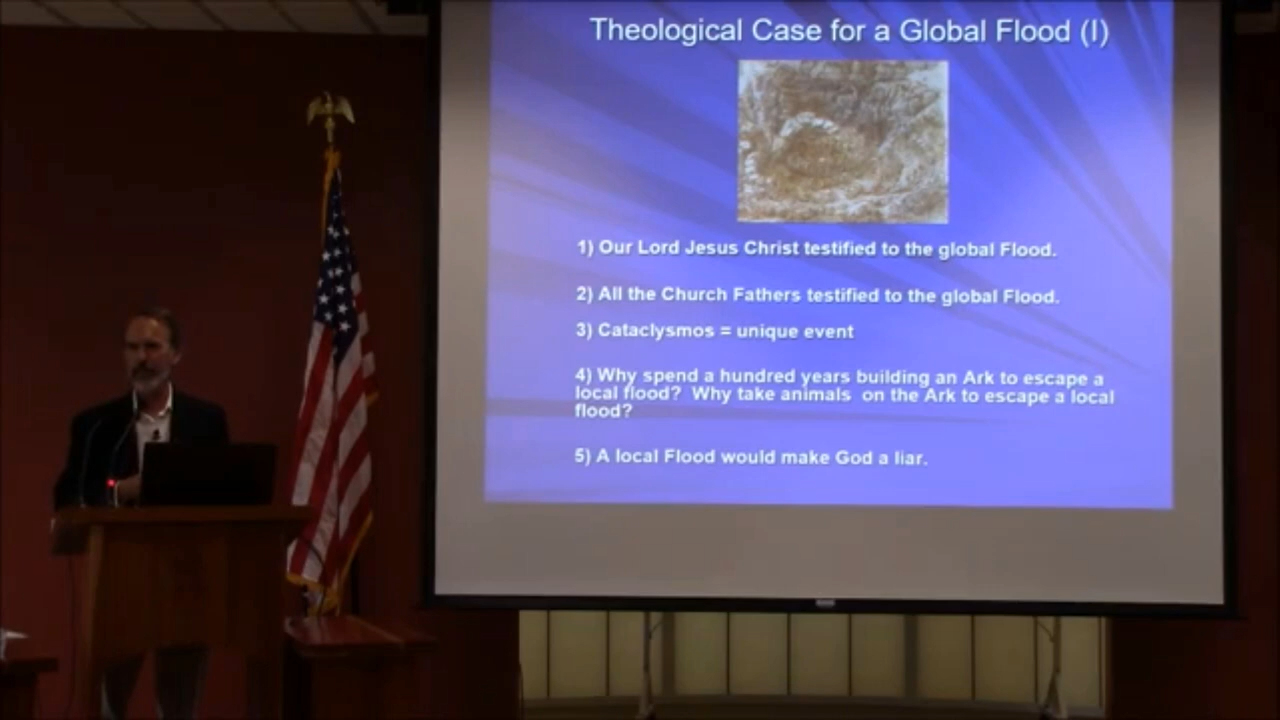 Theological Case for a Global Flood (I)
1) Our Lord Jesus Christ testified to the global Flood.
2) All the Church Fathers testified to the global Flood.
3) Cataclysmos = unique event
4) Why spend a hundred years building an Ark to escape a
local flood? Why take animals on the Ark to escape a local
flood?
5) A local Flood would make God a liar.